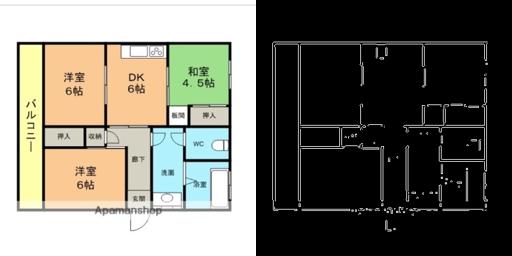 洋室
6帖
DK
6帖
和室
4.5帖
バルコニー
板間
押入
押入
収納
WC
廊下
洗面
洋室
6帖
浴室
玄関
Apamanshop